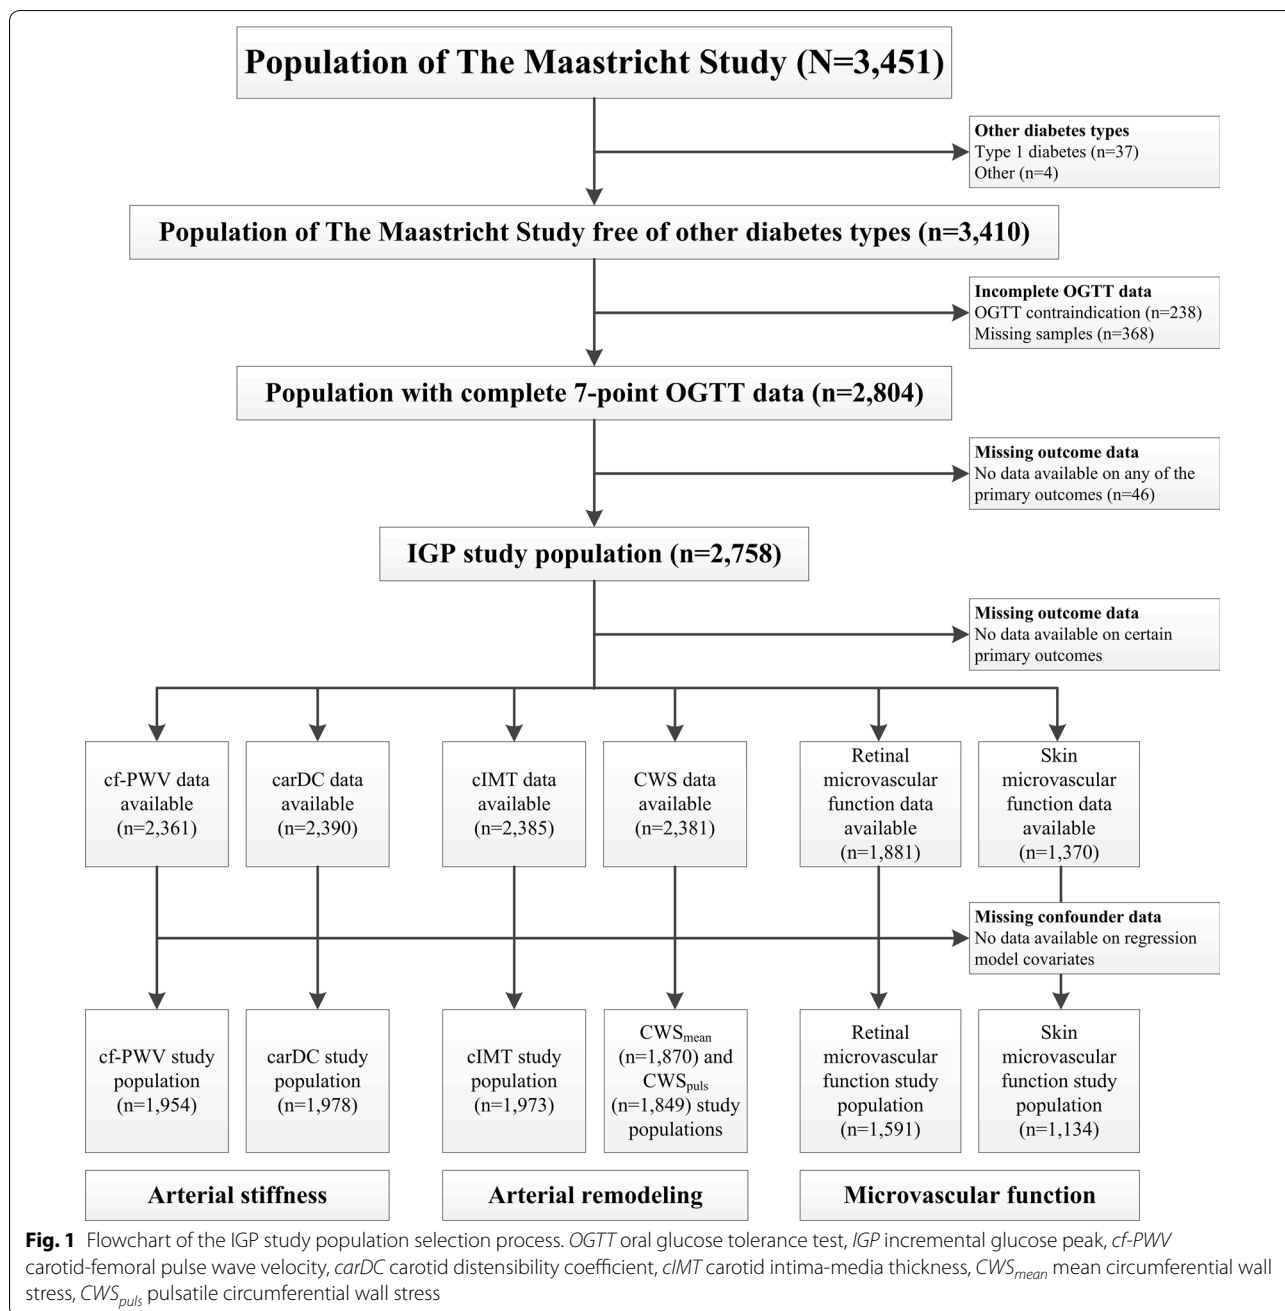 Population of The Maastricht Study (N=3,451)
Other diabetes types
Type 1 diabetes (n=37)
Other (n=4)
Population of The Maastricht Study free of other diabetes types (n=3,410)
Incomplete OGTT data
OGTT contraindication (n=238)
Missing samples (n=368)
Population with complete 7-point OGTT data (n=2,804)
Missing outcome data
No data available on any of the
primary outcomes (n=46)
IGP study population (n=2,758)
Missing outcome data
No data available on certain
primary outcomes
cf-PWV data
available
(n=2,361)
carDC data
available
(n=2,390)
cIMT data
available
(n=2,385)
CWS data
available
(n=2,381)
Retinal
microvascular
function data
available
(n=1,881)
Skin
microvascular
function data
available
(n=1,370)
Missing confounder data
No data available on regression
model covariates
cf-PWV study
population
(n=1,954)
carDC study
population
(n=1,978)
cIMT study
population
(n=1,973)
CWSmean
(n=1,870) and
CWSpuls
(n=1,849) study
populations
Retinal
microvascular
function study
population
(n=1,591)
Skin
microvascular
function study
population
(n=1,134)
Arterial stiffness
Arterial remodeling
Microvascular function
Fig. 1 Flowchart of the IGP study population selection process. OGTT oral glucose tolerance test, IGP incremental glucose peak, cf-PWV
carotid-femoral pulse wave velocity, carDC carotid distensibility coefficient, cIMT carotid intima-media thickness, CWSmean mean circumferential wall
stress, CWSpuls pulsatile circumferential wall stress